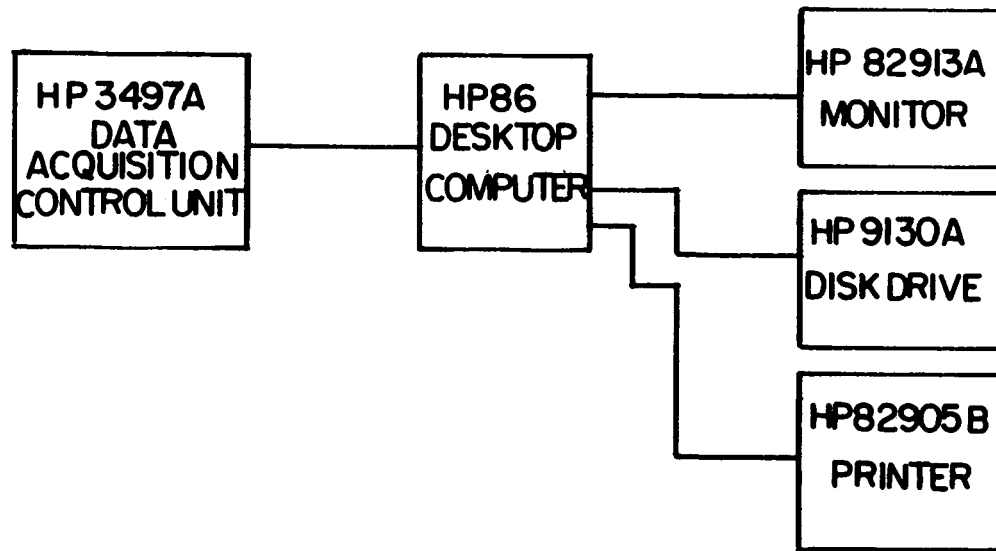 HP 3497A
DATA
ACQUISITION
CONTROL UNIT
HP86
DESKTOP
COMPUTER
HP 82913A
MONITOR
HP 9130A
DISK DRIVE
HP82905B
PRINTER